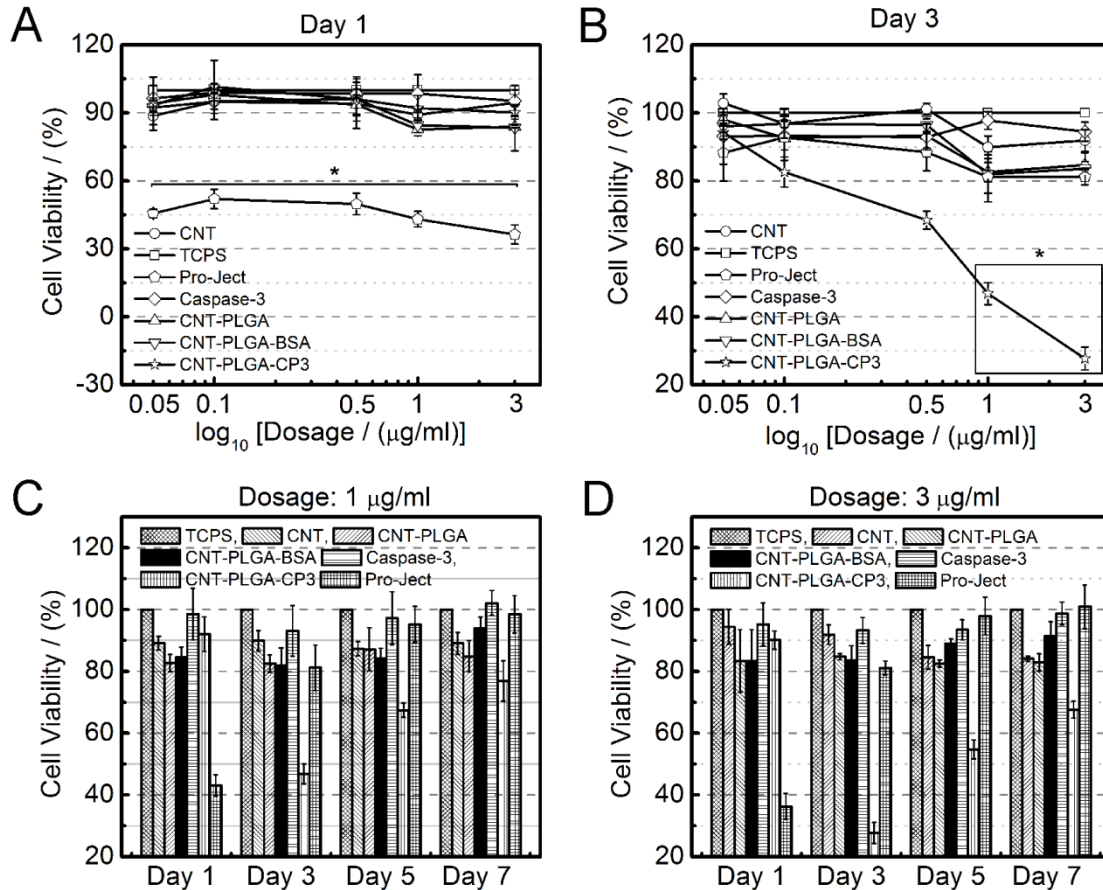 A
Day 1
120
90
60
30
0
-30
Cell Viability / (%)
*
CNT
TCPS
Pro-Ject
Caspase-3
CNT-PLGA
CNT-PLGA-BSA
CNT-PLGA-CP3
0.05 0.1 0.5 1 3
log₁₀ [Dosage / (μg/ml)]
B
Day 3
120
100
80
60
40
20
Cell Viability / (%)
*
CNT
TCPS
Pro-Ject
Caspase-3
CNT-PLGA
CNT-PLGA-BSA
CNT-PLGA-CP3
0.05 0.1 0.5 1 3
log₁₀ [Dosage / (μg/ml)]
C
Dosage: 1 μg/ml
TCPS, CNT, CNT-PLGA
CNT-PLGA-BSA Caspase-3,
CNT-PLGA-CP3 Pro-Ject
120
100
80
60
40
20
Cell Viability / (%)
Day 1 Day 3 Day 5 Day 7
D
Dosage: 3 μg/ml
TCPS, CNT, CNT-PLGA
CNT-PLGA-BSA, Caspase-3
CNT-PLGA-CP3, Pro-Ject
120
100
80
60
40
20
Cell Viability / (%)
Day 1 Day 3 Day 5 Day 7